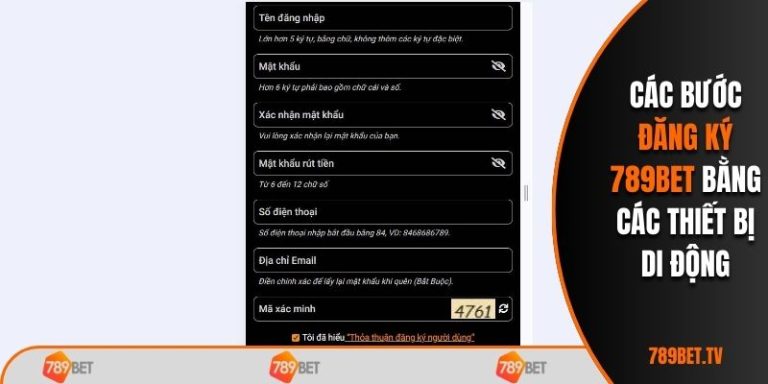 Tên đăng nhập
Lớn hơn 5 ký tự, bằng chữ, không thêm các ký tự đặc biệt.
Mật khẩu
Hơn 6 ký tự phải bao gồm chữ cái và số.
Xác nhận mật khẩu
Vui lòng xác nhận lại mật khẩu của bạn.
Mật khẩu rút tiền
Từ 6 đến 12 chữ số
Số điện thoại
Số điện thoại nhập bắt đầu bằng 84, VD: 8468686789.
Địa chỉ Email
Điền chính xác để lấy lại mật khẩu khi quên (Bắt Buộc).
Mã xác minh
4761
Tôi đã hiểu "Thỏa thuận đăng ký người dùng"
CÁC BƯỚC
ĐĂNG KÝ
789BET BẰNG
CÁC THIẾT BỊ
DI ĐỘNG
789BET.TV
789BET
789BET
789BET